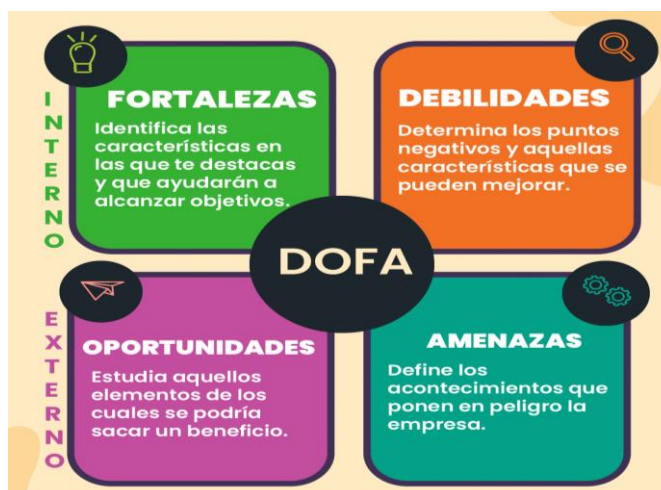 INTERNO
FORTALEZAS
Identifica las
características en
las que te destacas
y que ayudarán a
alcanzar objetivos.
DEBILIDADES
Determina los puntos
negativos y aquellas
características que se
pueden mejorar.
DOFA
EXTERNO
OPORTUNIDADES
Estudia aquellos
elementos de los
cuales se podría
sacar un beneficio.
AMENAZAS
Define los
acontecimientos que
ponen en peligro la
empresa.